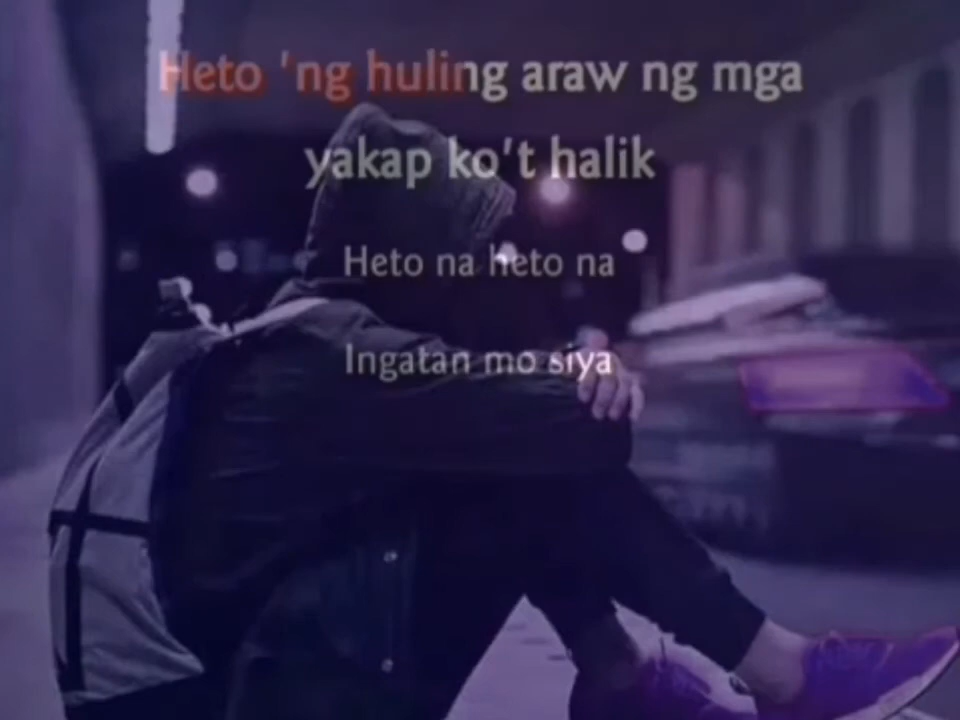 Heto 'ng huling araw ng mga
yakap ko't halik
Heto na heto na
Ingatan mo siya